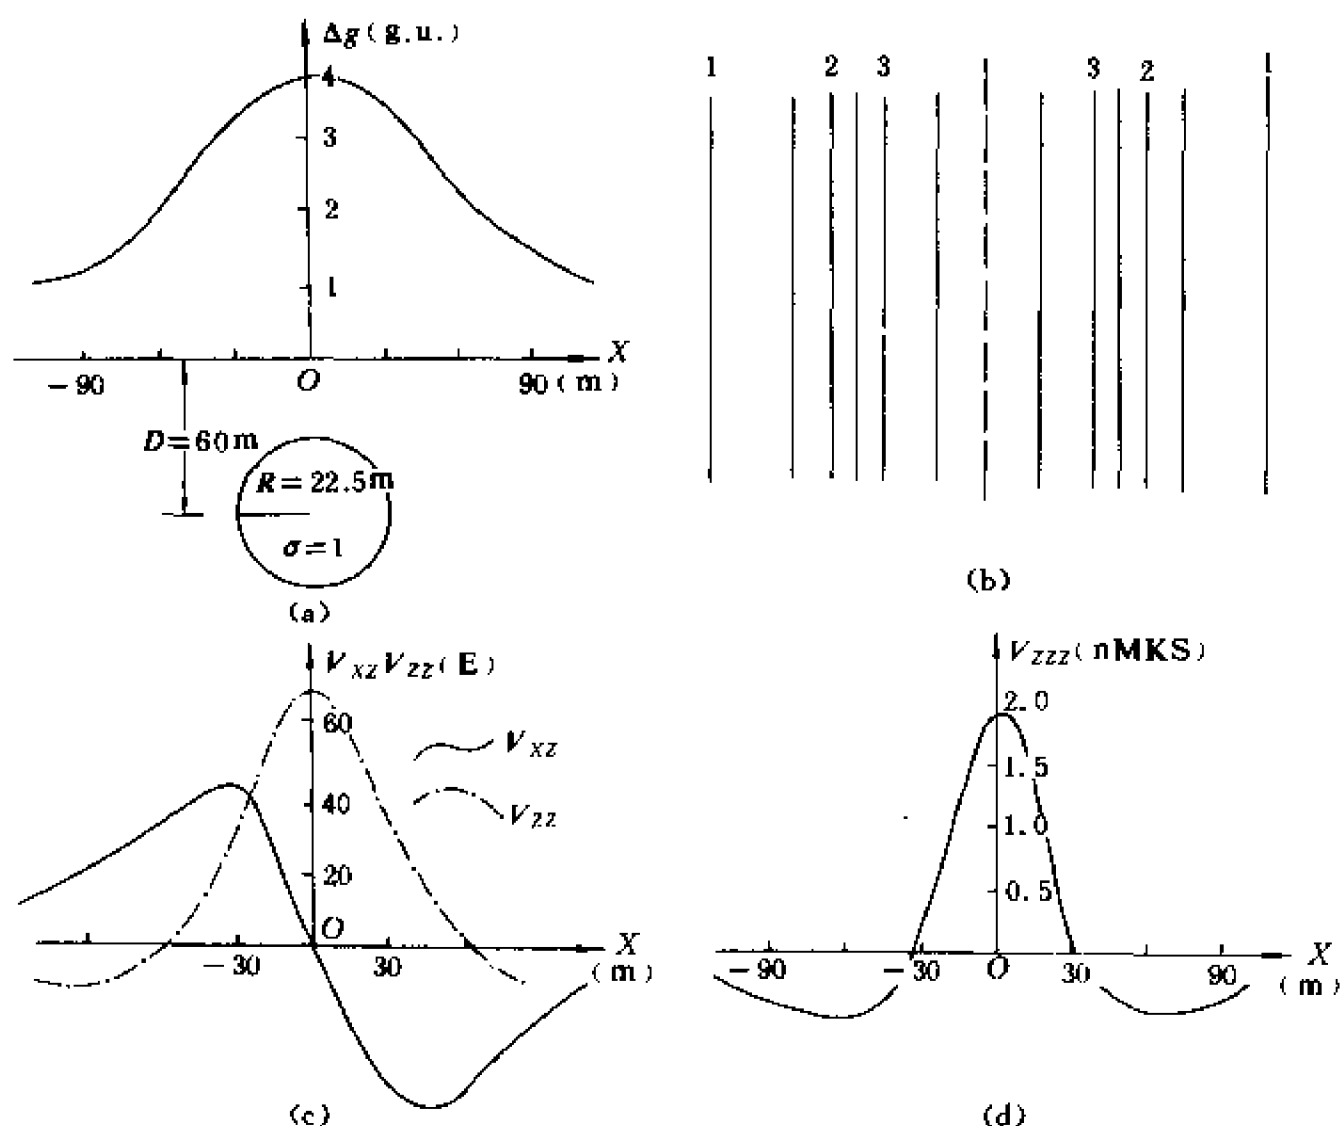 Δg(g.u.)
4
3
2
1
X
-90
O
90(m)
D=60m
R=22.5m
σ=1
(a)
1 2 3 3 2 1
(b)
V_xz V_zz(E)
60
V_xz
40
V_zz
20
O
X
-30 30 (m)
(c)
V_zzz(nMKS)
2.0
1.5
1.0
0.5
X
-90 -30 O 30 90 (m)
(d)